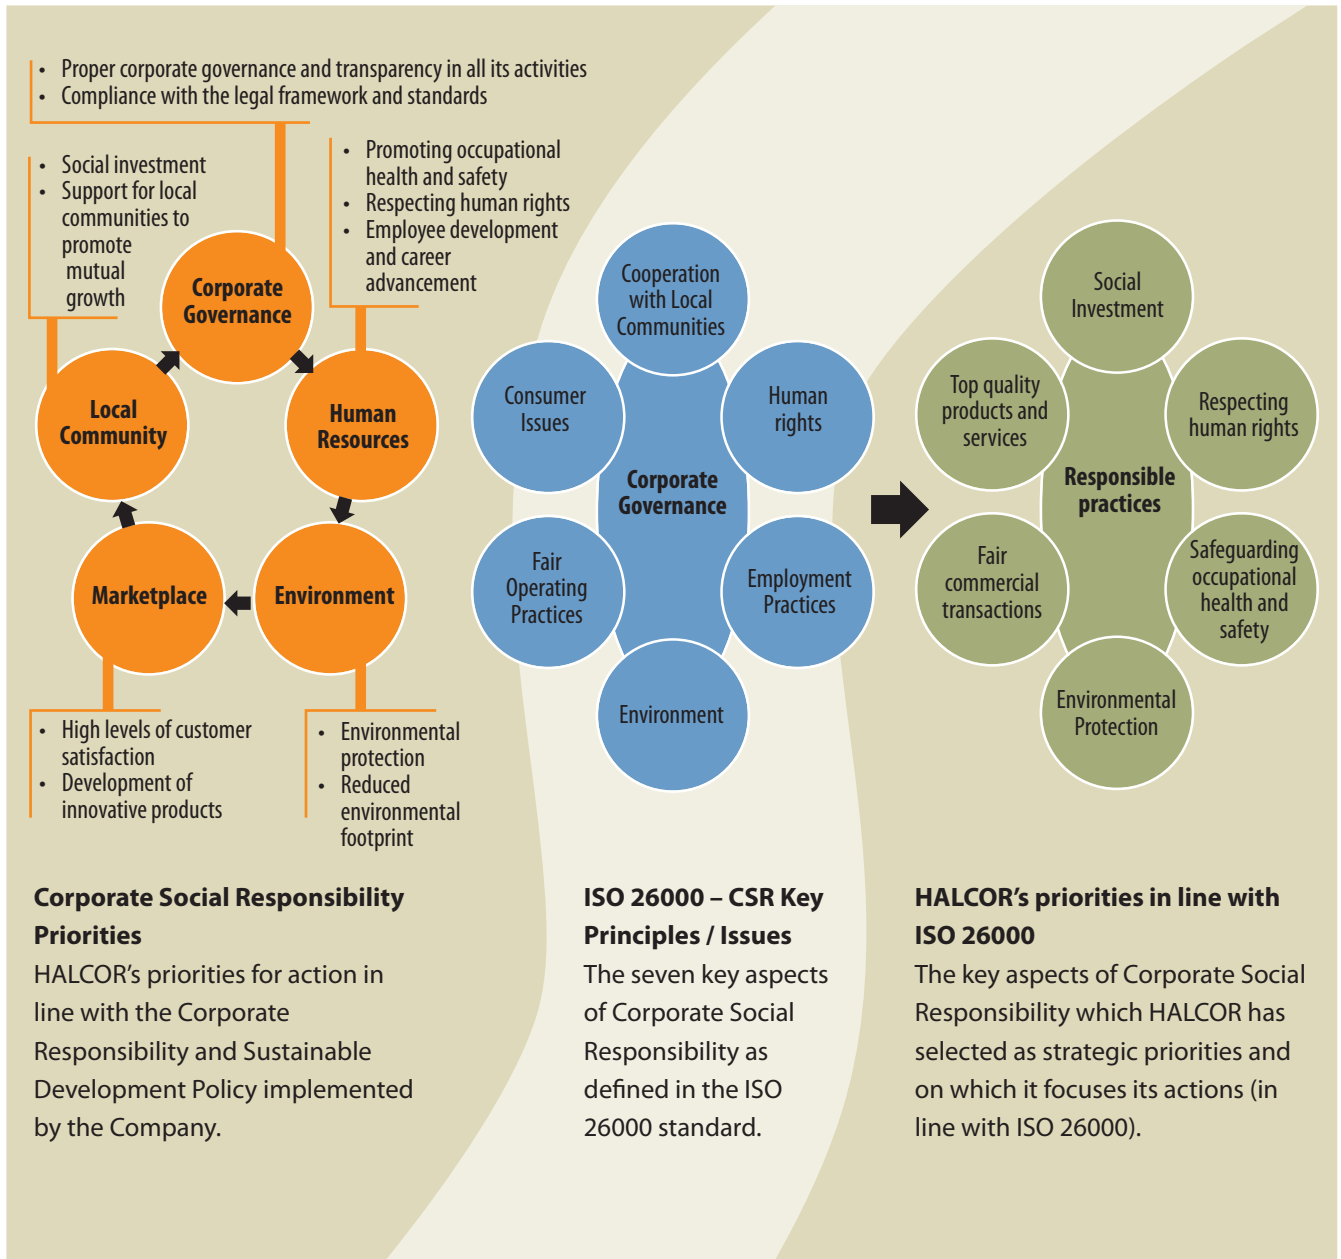 • Proper corporate governance and transparency in all its activities
• Compliance with the legal framework and standards
• Social investment
• Support for local
communities to
promote
mutual
growth
• Promoting occupational
health and safety
• Respecting human rights
• Employee development
and career
advancement
Corporate
Governance
Local
Community
Human
Resources
Marketplace
Environment
• High levels of customer
satisfaction
• Development of
innovative products
• Environmental
protection
• Reduced
environmental
footprint
Cooperation
with Local
Communities
Consumer
Issues
Human
rights
Corporate
Governance
Fair
Operating
Practices
Employment
Practices
Environment
Social
Investment
Top quality
products and
services
Respecting
human rights
Responsible
practices
Fair
commercial
transactions
Safeguarding
occupational
health and
safety
Environmental
Protection
Corporate Social Responsibility
Priorities
HALCOR's priorities for action in
line with the Corporate
Responsibility and Sustainable
Development Policy implemented
by the Company.
ISO 26000 – CSR Key
Principles / Issues
The seven key aspects
of Corporate Social
Responsibility as
defined in the ISO
26000 standard.
HALCOR's priorities in line with
ISO 26000
The key aspects of Corporate Social
Responsibility which HALCOR has
selected as strategic priorities and
on which it focuses its actions (in
line with ISO 26000).